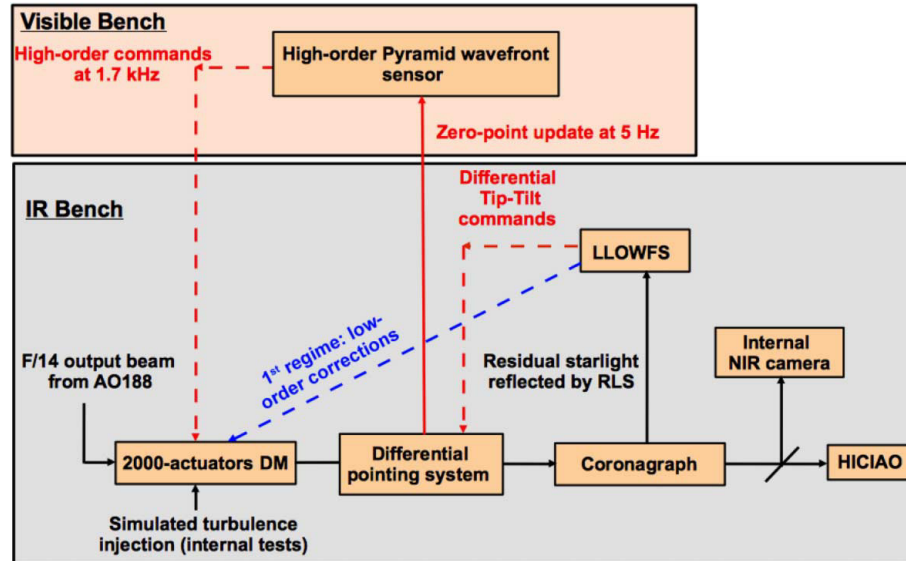 Visible Bench
High-order commands
at 1.7 kHz
High-order Pyramid wavefront
sensor
Zero-point update at 5 Hz
IR Bench
Differential
Tip-Tilt
commands
LLOWFS
1st regime: low-
order corrections
F/14 output beam
from AO188
Residual starlight
reflected by RLS
Internal
NIR camera
2000-actuators DM
Differential
pointing system
Coronagraph
HICIAO
Simulated turbulence
injection (internal tests)